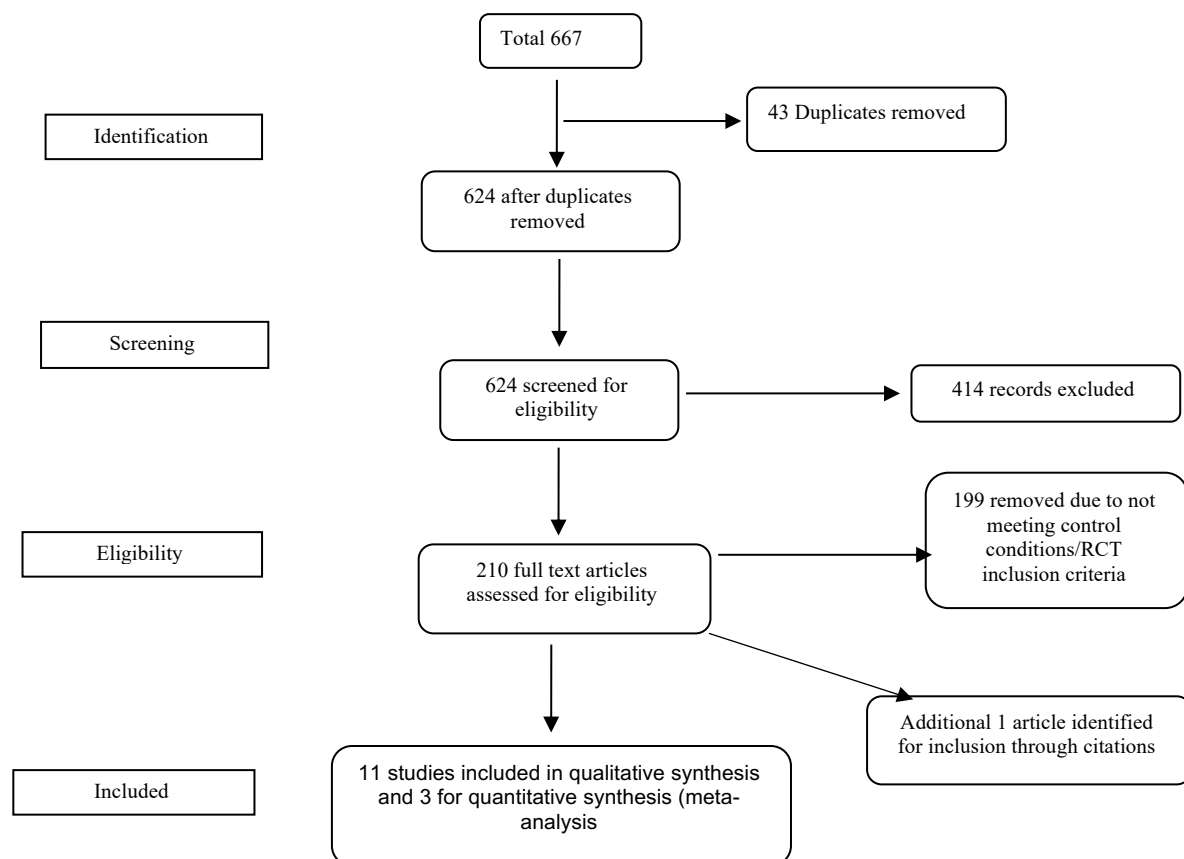 Total 667
43 Duplicates removed
Identification
624 after duplicates
removed
Screening
624 screened for
eligibility
414 records excluded
199 removed due to not
meeting control
conditions/RCT
inclusion criteria
Eligibility
210 full text articles
assessed for eligibility
Additional 1 article identified
for inclusion through citations
11 studies included in qualitative synthesis
and 3 for quantitative synthesis (meta-
analysis
Included